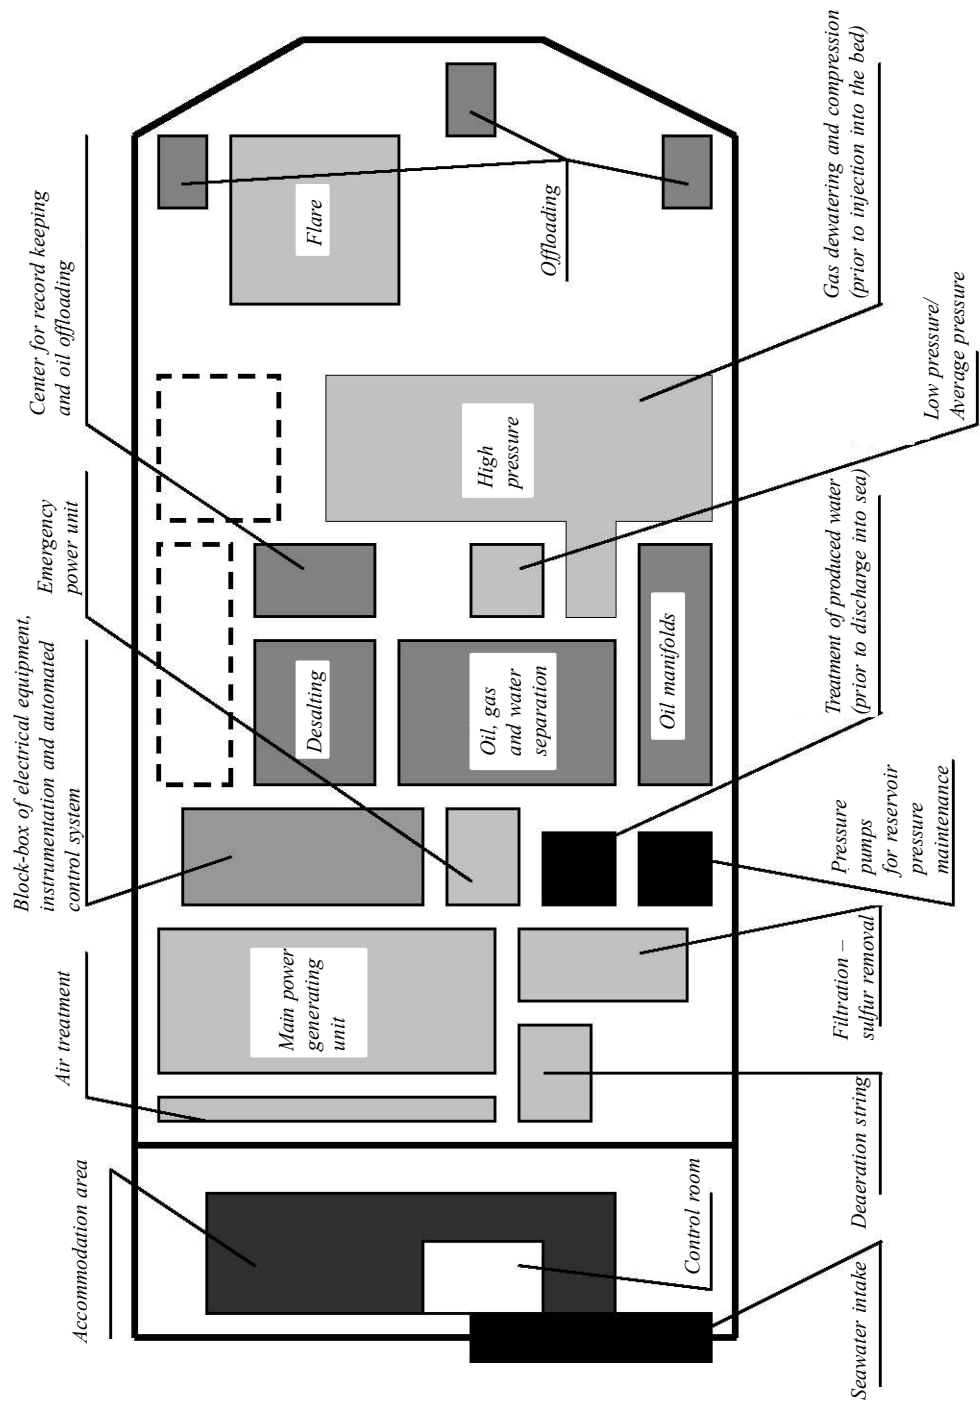 Center for record keeping
and oil offloading
Emergency
power unit
Block-box of electrical equipment,
instrumentation and automated
control system
Air treatment
Accommodation area
Flare
Offloading
High
pressure
Desalting
Oil, gas
and water
separation
Oil manifolds
Main power
generating
unit
Control room
Gas dewatering and compression
(prior to injection into the bed)
Low pressure/
Average pressure
Treatment of produced water
(prior to discharge into sea)
Pressure
pumps
for reservoir
pressure
maintenance
Filtration –
sulfur removal
Deaeration string
Seawater intake